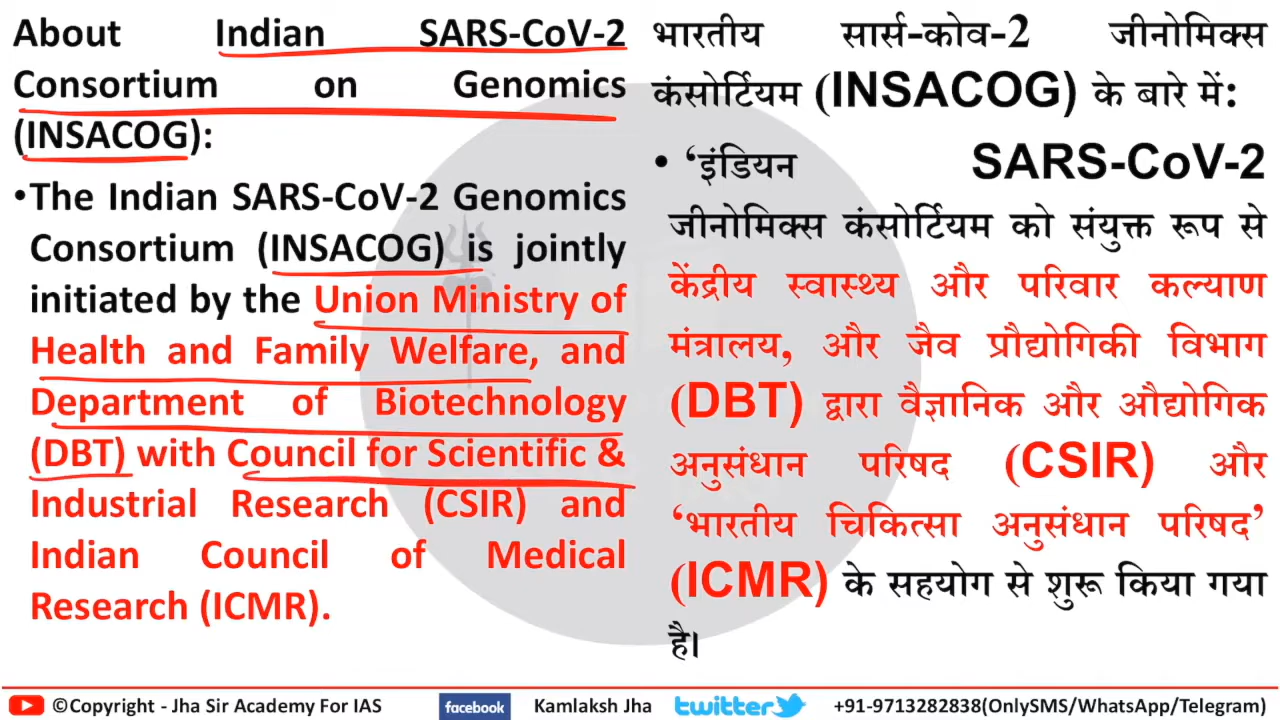 About Indian SARS-CoV-2
Consortium on Genomics
(INSACOG):
•The Indian SARS-CoV-2 Genomics
Consortium (INSACOG) is jointly
initiated by the Union Ministry of
Health and Family Welfare, and
Department of Biotechnology
(DBT) with Council for Scientific &
Industrial Research (CSIR) and
Indian Council of Medical
Research (ICMR).
भारतीय सार्स-कोव-2 जीनोमिक्स
कंसोर्टियम (INSACOG) के बारे में:
• ‘इंडियन SARS-CoV-2
जीनोमिक्स कंसोर्टियम को संयुक्त रूप से
केंद्रीय स्वास्थ्य और परिवार कल्याण
मंत्रालय, और जैव प्रौद्योगिकी विभाग
(DBT) द्वारा वैज्ञानिक और औद्योगिक
अनुसंधान परिषद (CSIR) और
‘भारतीय चिकित्सा अनुसंधान परिषद’
(ICMR) के सहयोग से शुरू किया गया
है।
©Copyright - Jha Sir Academy For IAS facebook Kamlaksh Jha twitter +91-9713282838(OnlySMS/WhatsApp/Telegram)